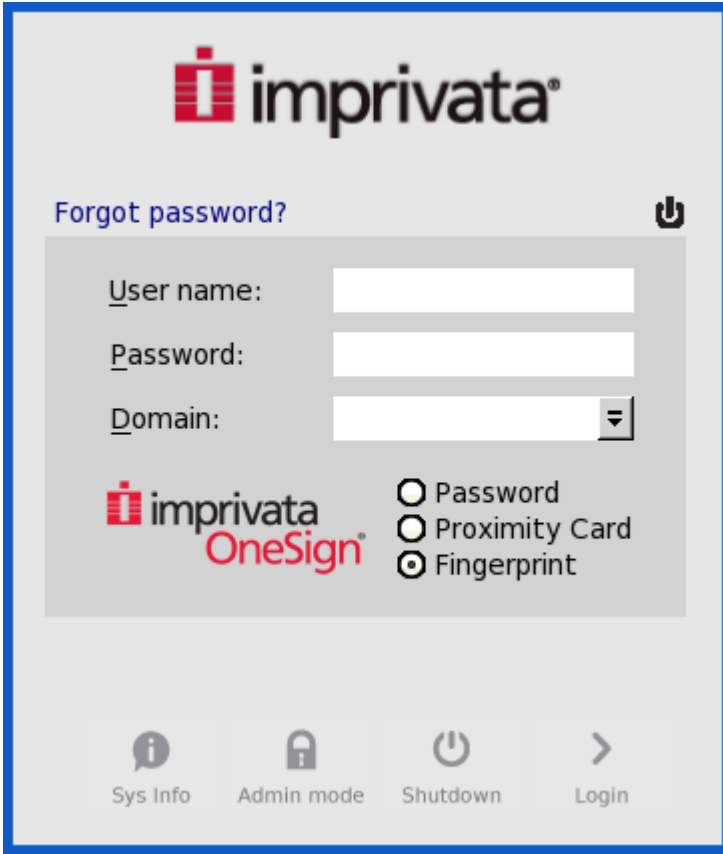 imprivata®
Forgot password?
User name:
Password:
Domain:
imprivata
OneSign®
Password
Proximity Card
Fingerprint
Sys Info
Admin mode
Shutdown
Login